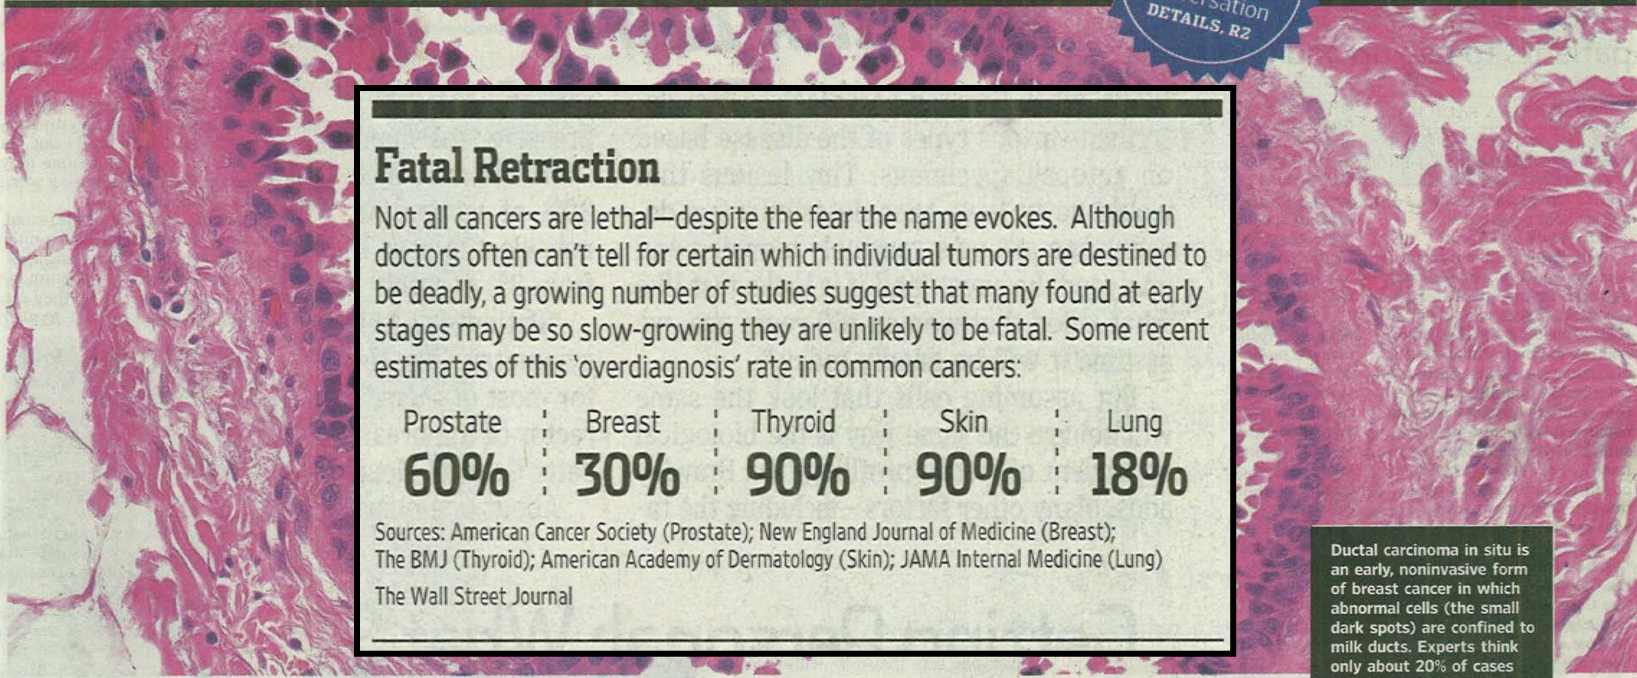 sation
DETAILS, R2
Fatal Retraction
Not all cancers are lethal—despite the fear the name evokes. Although
doctors often can't tell for certain which individual tumors are destined to
be deadly, a growing number of studies suggest that many found at early
stages may be so slow-growing they are unlikely to be fatal. Some recent
estimates of this 'overdiagnosis' rate in common cancers:
Prostate Breast Thyroid Skin Lung
60% 30% 90% 90% 18%
Sources: American Cancer Society (Prostate); New England Journal of Medicine (Breast);
The BMJ (Thyroid); American Academy of Dermatology (Skin); JAMA Internal Medicine (Lung)
The Wall Street Journal
Ductal carcinoma in situ is
an early, noninvasive form
of breast cancer in which
abnormal cells (the small
dark spots) are confined to
milk ducts. Experts think
only about 20% of cases